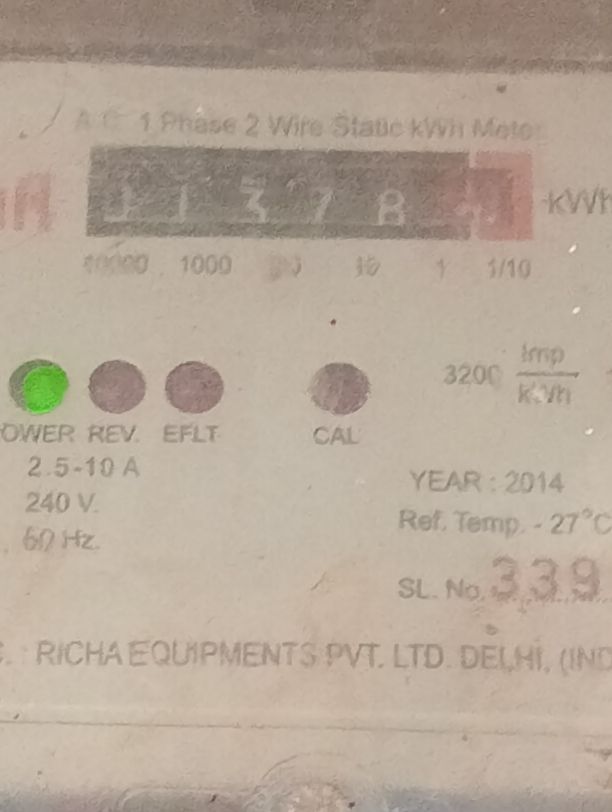 A.C. 1 Phase 2 Wire Static kWh Meter
1 1 3 7 8
kWh
10000 1000 10 1 1/10
3200 Imp
kWh
OWER REV. EFLT CAL
2.5-10 A
240 V.
YEAR : 2014
Ref. Temp. - 27°C
Hz.
SL. No. 339
RICHA EQUIPMENTS PVT. LTD. DELHI, (IND